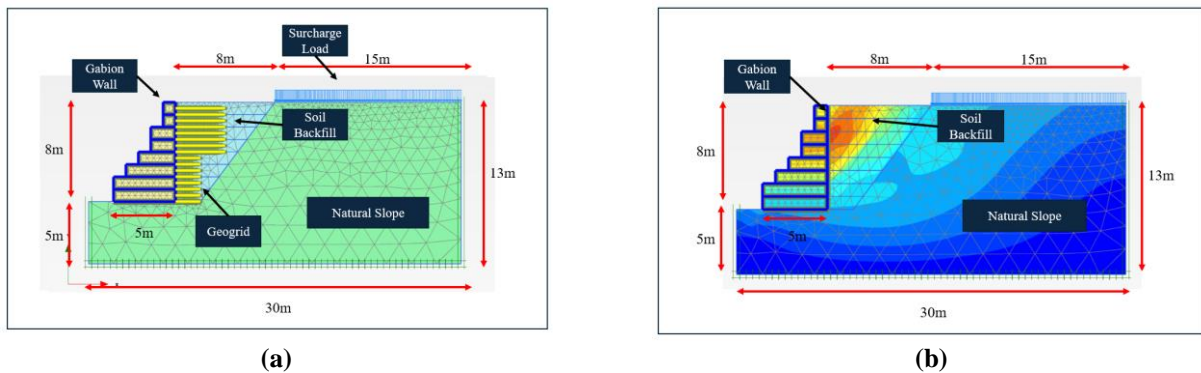 Surcharge
Load
8m
15m
Gabion
Wall
Soil
Backfill
8m
13m
Natural Slope
5m
5m
Geogrid
x
30m
(a)
Gabion
Wall
8m
15m
Soil
Backfill
8m
13m
Natural Slope
5m
5m
30m
(b)